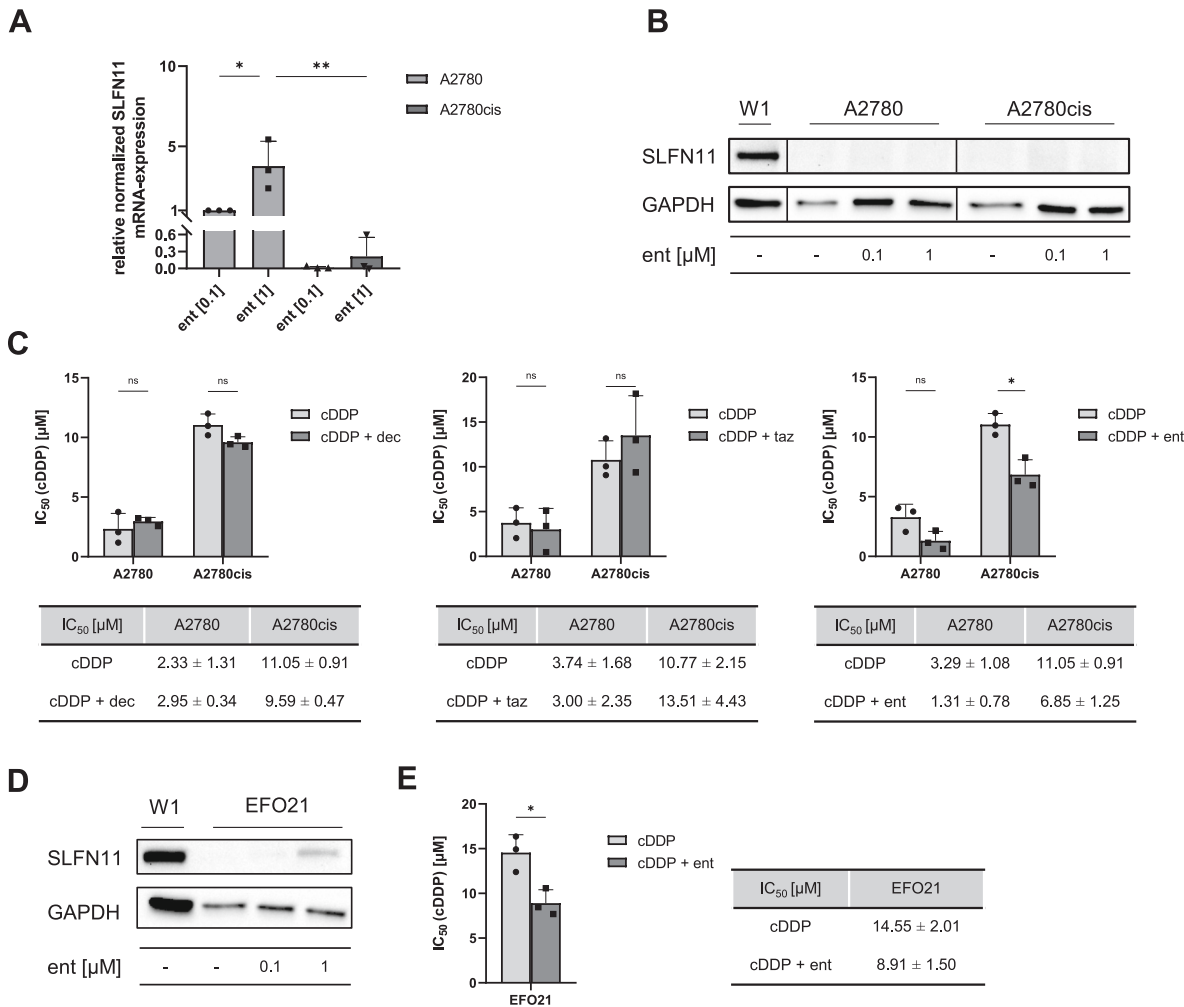 A
relative normalized SLFN11
mRNA-expression
10
5
1
0.6
0.3
0.0
*
**
A2780
A2780cis
ent [0.1]
ent [1]
ent [0.1]
ent [1]
B
W1 A2780 A2780cis
SLFN11
GAPDH
ent [µM] - - 0.1 1 - 0.1 1
C
IC50 (cDDP) [µM]
15
10
5
0
ns
ns
cDDP
cDDP + dec
A2780 A2780cis
IC50 (cDDP) [µM]
20
15
10
5
0
ns
ns
cDDP
cDDP + taz
A2780 A2780cis
IC50 (cDDP) [µM]
15
10
5
0
ns
*
cDDP
cDDP + ent
A2780 A2780cis
IC50 [µM] A2780 A2780cis
cDDP 2.33 ± 1.31 11.05 ± 0.91
cDDP + dec 2.95 ± 0.34 9.59 ± 0.47
IC50 [µM] A2780 A2780cis
cDDP 3.74 ± 1.68 10.77 ± 2.15
cDDP + taz 3.00 ± 2.35 13.51 ± 4.43
IC50 [µM] A2780 A2780cis
cDDP 3.29 ± 1.08 11.05 ± 0.91
cDDP + ent 1.31 ± 0.78 6.85 ± 1.25
D
W1 EFO21
SLFN11
GAPDH
ent [µM] - - 0.1 1
E
IC50 (cDDP) [µM]
20
15
10
5
0
*
cDDP
cDDP + ent
EFO21
IC50 [µM] EFO21
cDDP 14.55 ± 2.01
cDDP + ent 8.91 ± 1.50